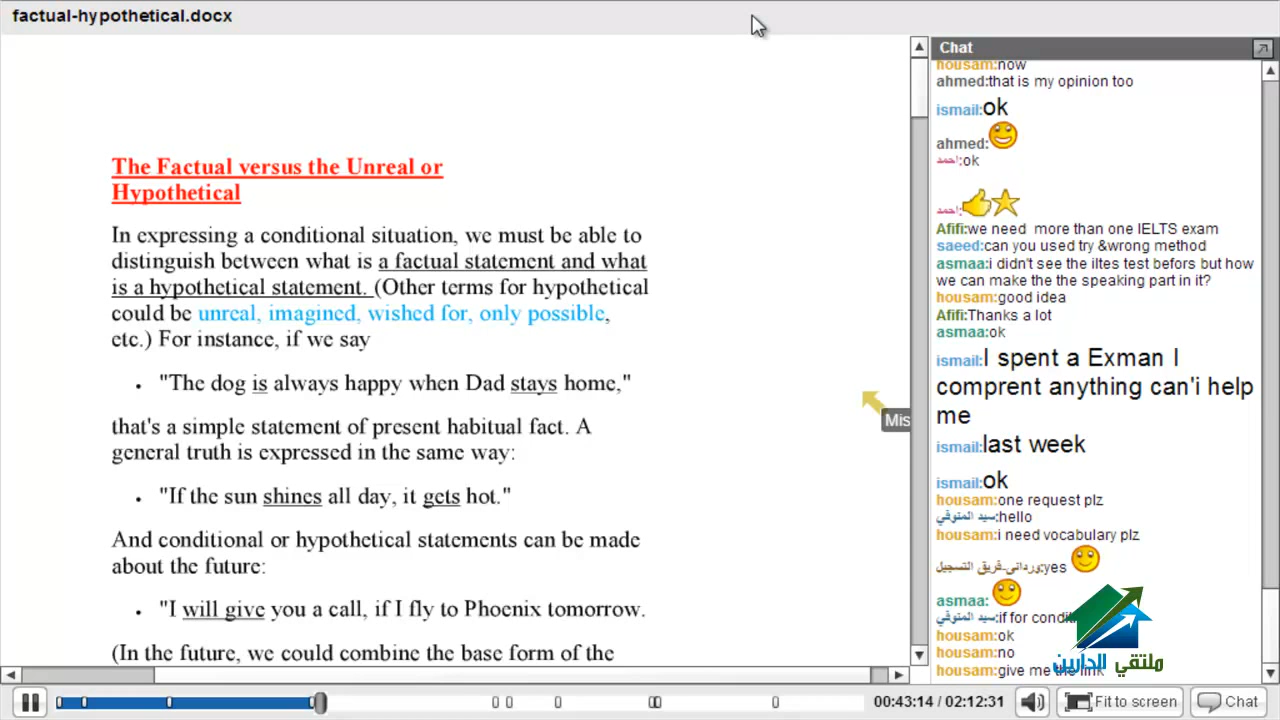 factual-hypothetical.docx
The Factual versus the Unreal or
Hypothetical
In expressing a conditional situation, we must be able to
distinguish between what is a factual statement and what
is a hypothetical statement. (Other terms for hypothetical
could be unreal, imagined, wished for, only possible,
etc.) For instance, if we say
• "The dog is always happy when Dad stays home,"
that's a simple statement of present habitual fact. A
general truth is expressed in the same way:
• "If the sun shines all day, it gets hot."
And conditional or hypothetical statements can be made
about the future:
• "I will give you a call, if I fly to Phoenix tomorrow.
(In the future, we could combine the base form of the
Mis
Chat
housam:now
ahmed:that is my opinion too
ismail:ok
ahmed:
احمد:ok
احمد:
Afifi:we need more than one IELTS exam
saeed:can you used try &wrong method
asmaa:i didn't see the iltes test befors but how
we can make the the speaking part in it?
housam:good idea
Afifi:Thanks a lot
asmaa:ok
ismail:I spent a Exman I
comprent anything can'i help
me
ismail:last week
ismail:ok
housam:one request plz
سيد المنوفي:hello
housam:i need vocabulary plz
وردانى-فريق التسجيل:yes
asmaa:
سيد المنوفي:if for condit
housam:ok
housam:no
housam:give me the link
ملتقي الدارين
00:43:14 / 02:12:31
Fit to screen
Chat